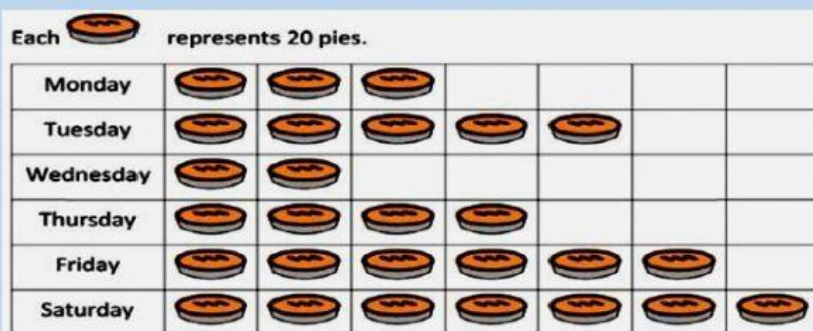 Each represents 20 pies.
Monday
Tuesday
Wednesday
Thursday
Friday
Saturday